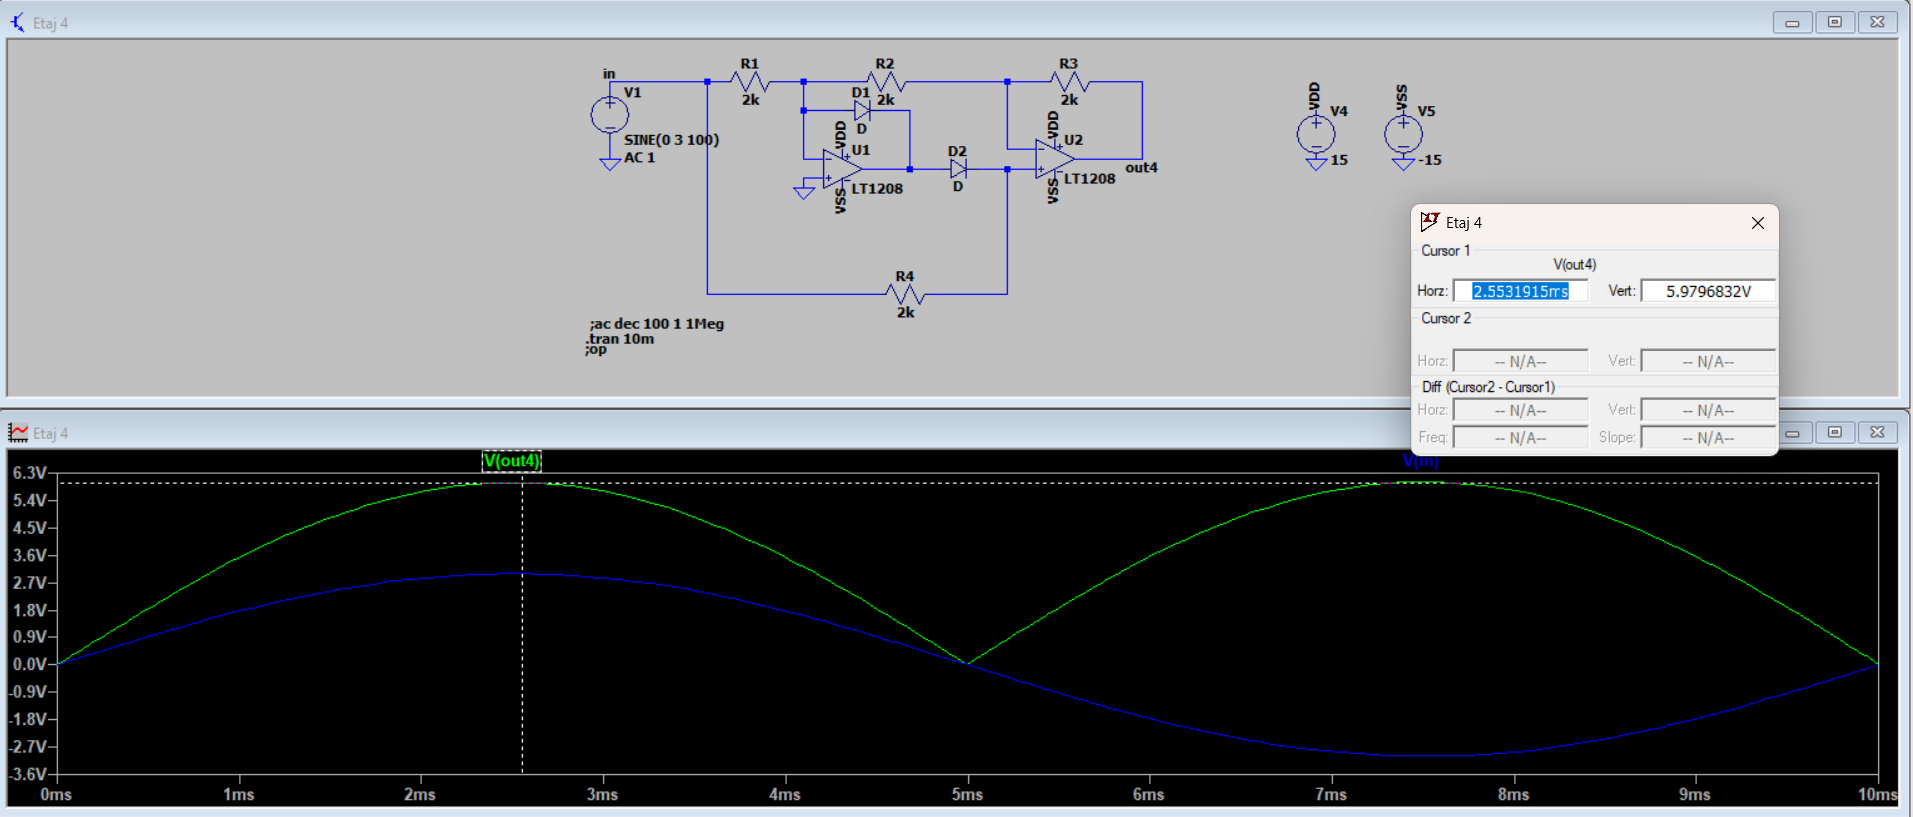 Etaj 4
in
V1
SINE(0 3 100)
AC 1
R1
2k
R2
2k
D1
D
R3
2k
VDD
U1
LT1208
VSS
D2
D
VDD
U2
LT1208
VSS
out4
R4
2k
VDD
V4
15
VSS
V5
-15
;ac dec 100 1 1Meg
.tran 10m
;op
Etaj 4
Cursor 1
V(out4)
Horz: 2.5531915ms Vert: 5.9796832V
Cursor 2
Horz: -- N/A-- Vert: -- N/A--
Diff (Cursor2 - Cursor1)
Horz: -- N/A-- Vert: -- N/A--
Freq: -- N/A-- Slope: -- N/A--
Etaj 4
V(out4) V(in)
6.3V
5.4V
4.5V
3.6V
2.7V
1.8V
0.9V
0.0V
-0.9V
-1.8V
-2.7V
-3.6V
0ms 1ms 2ms 3ms 4ms 5ms 6ms 7ms 8ms 9ms 10ms